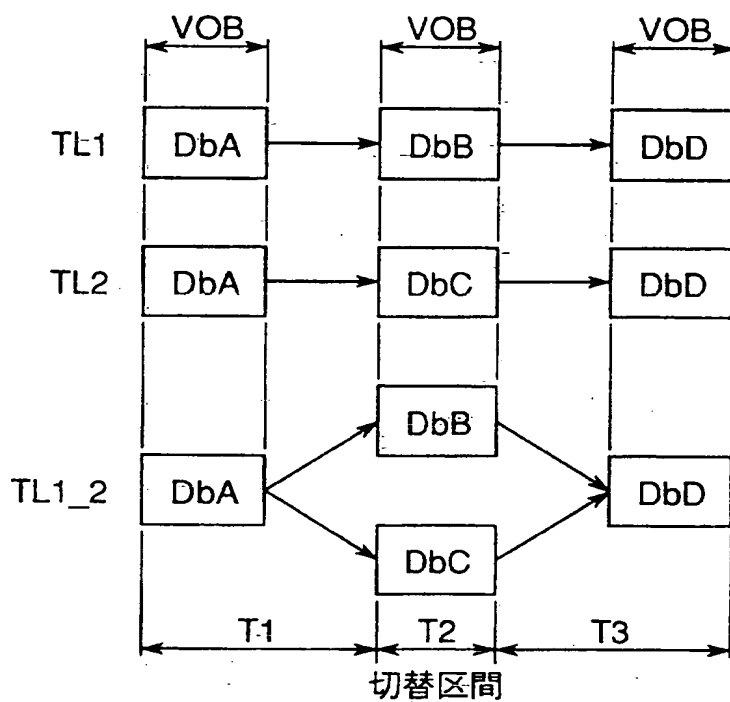 VOB VOB VOB
TL1 DbA DbB DbD
TL2 DbA DbC DbD
DbB
TL1_2 DbA DbD
DbC
T1 T2 T3
切替区間